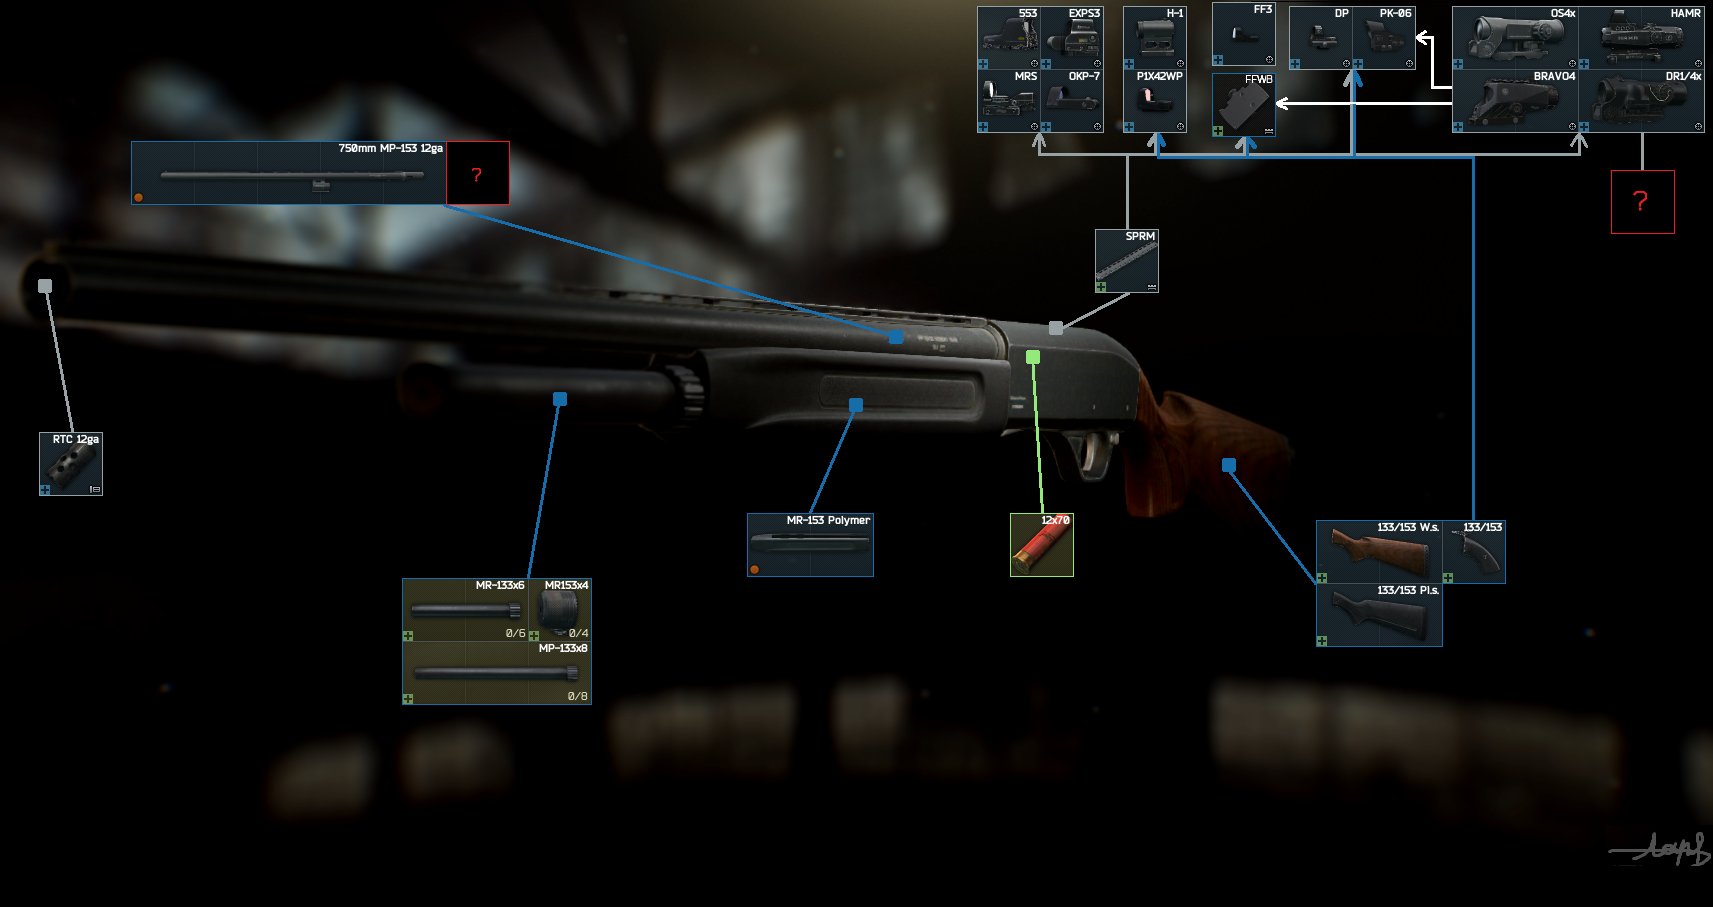 553
EXPS3
H-1
FF3
DP
PK-06
OS4x
HAMR
MRS
OKP-7
P1X42WP
FFWB
BRAVO4
DR1/4x
750mm MP-153 12ga
?
?
SPRM
RTC 12ga
MR-153 Polymer
12x70
133/153 W.s.
133/153
133/153 Pl.s.
MR-133x6
MR153x4
0/6
0/4
MP-133x8
0/8